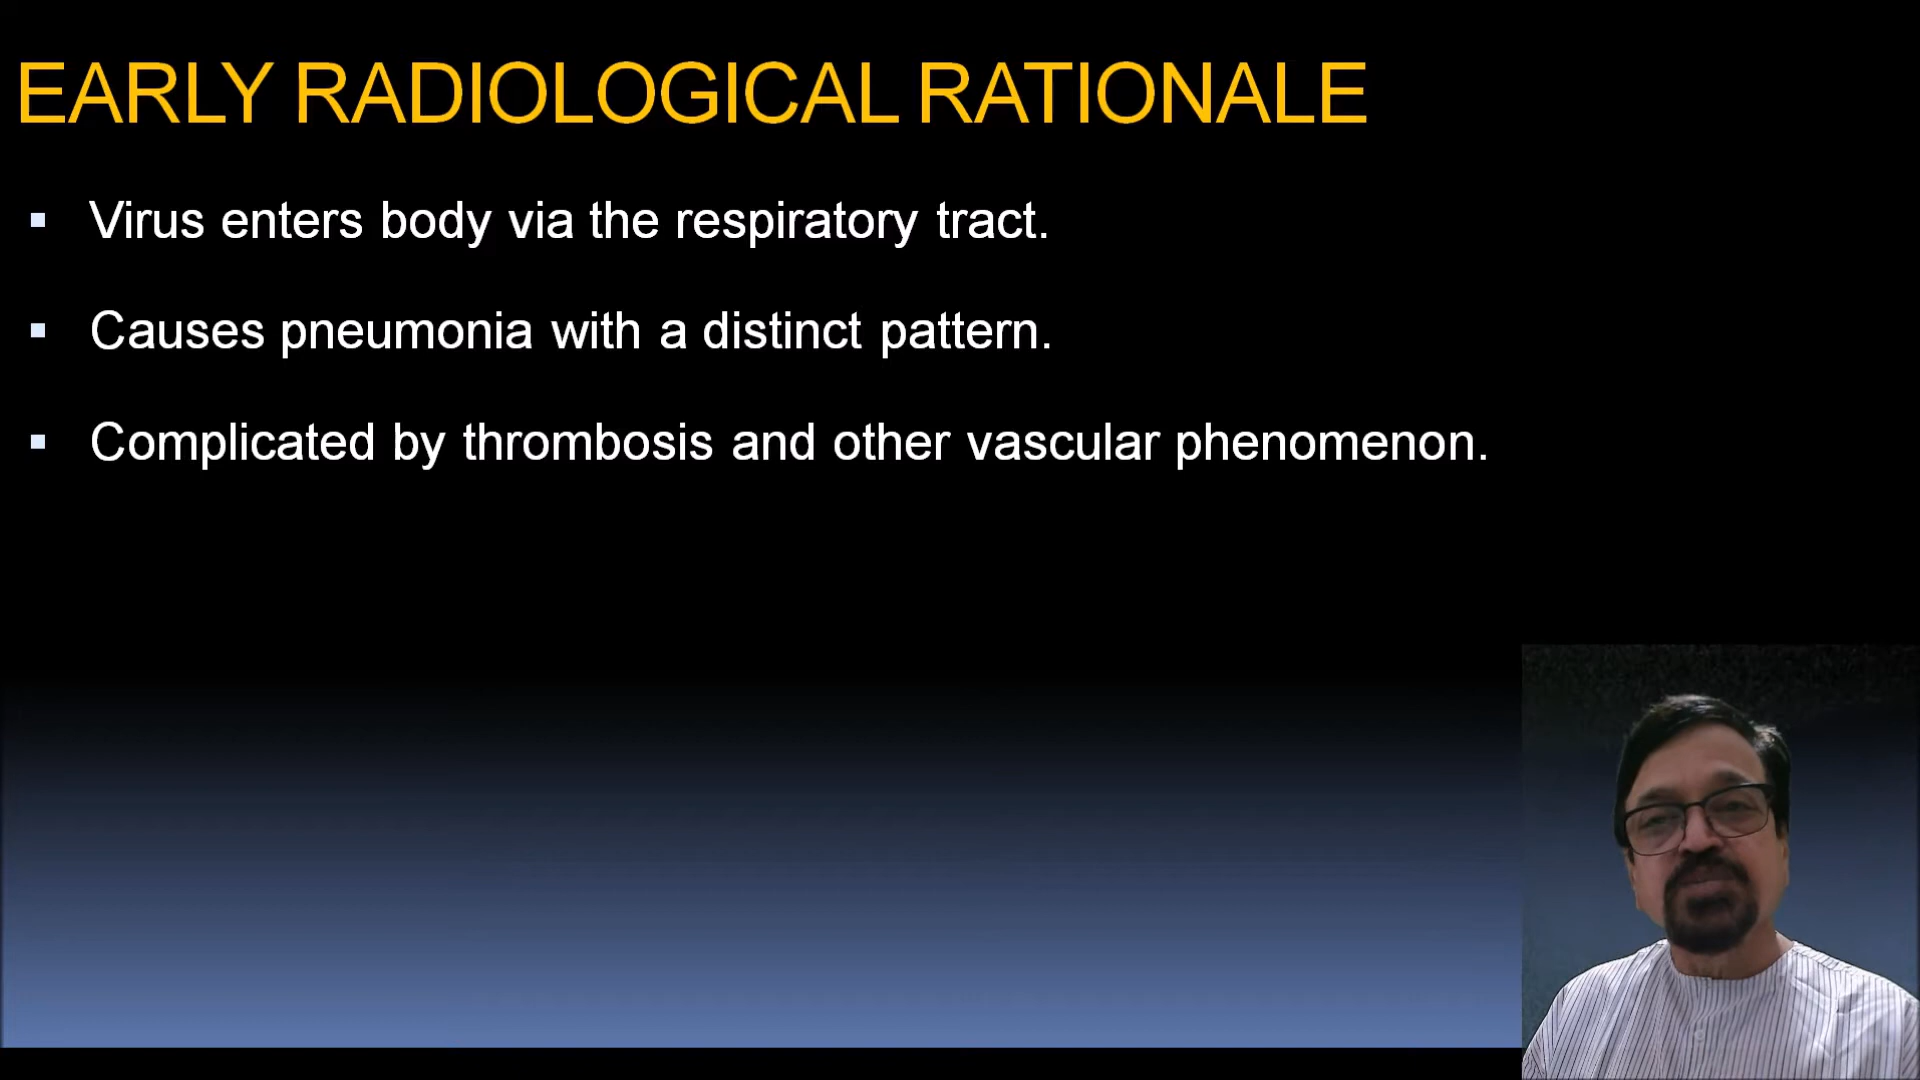 EARLY RADIOLOGICAL RATIONALE
Virus enters body via the respiratory tract.
Causes pneumonia with a distinct pattern.
Complicated by thrombosis and other vascular phenomenon.